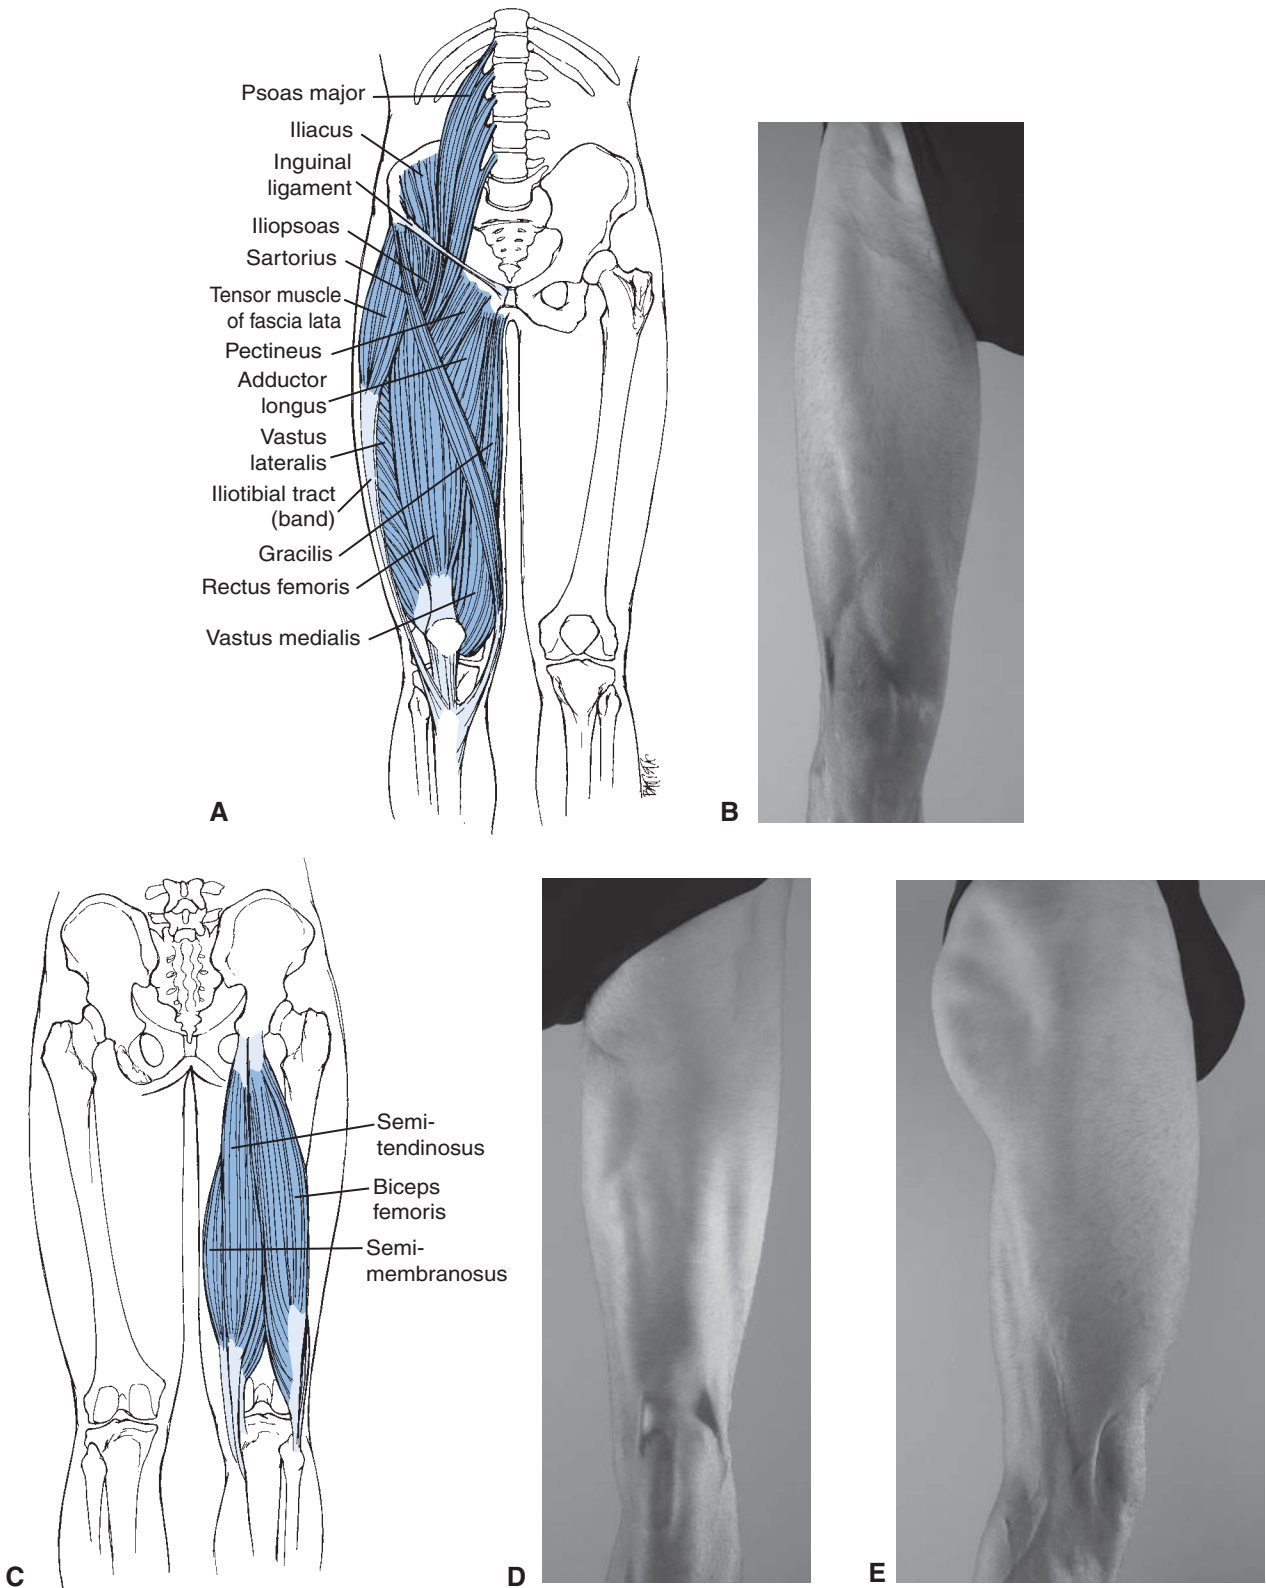 Psoas major
Iliacus
Inguinal
ligament
Iliopsoas
Sartorius
Tensor muscle
of fascia lata
Pectineus
Adductor
longus
Vastus
lateralis
Iliotibial tract
(band)
Gracilis
Rectus femoris
Vastus medialis
A
B
Semi-
tendinosus
Biceps
femoris
Semi-
membranosus
C
D
E